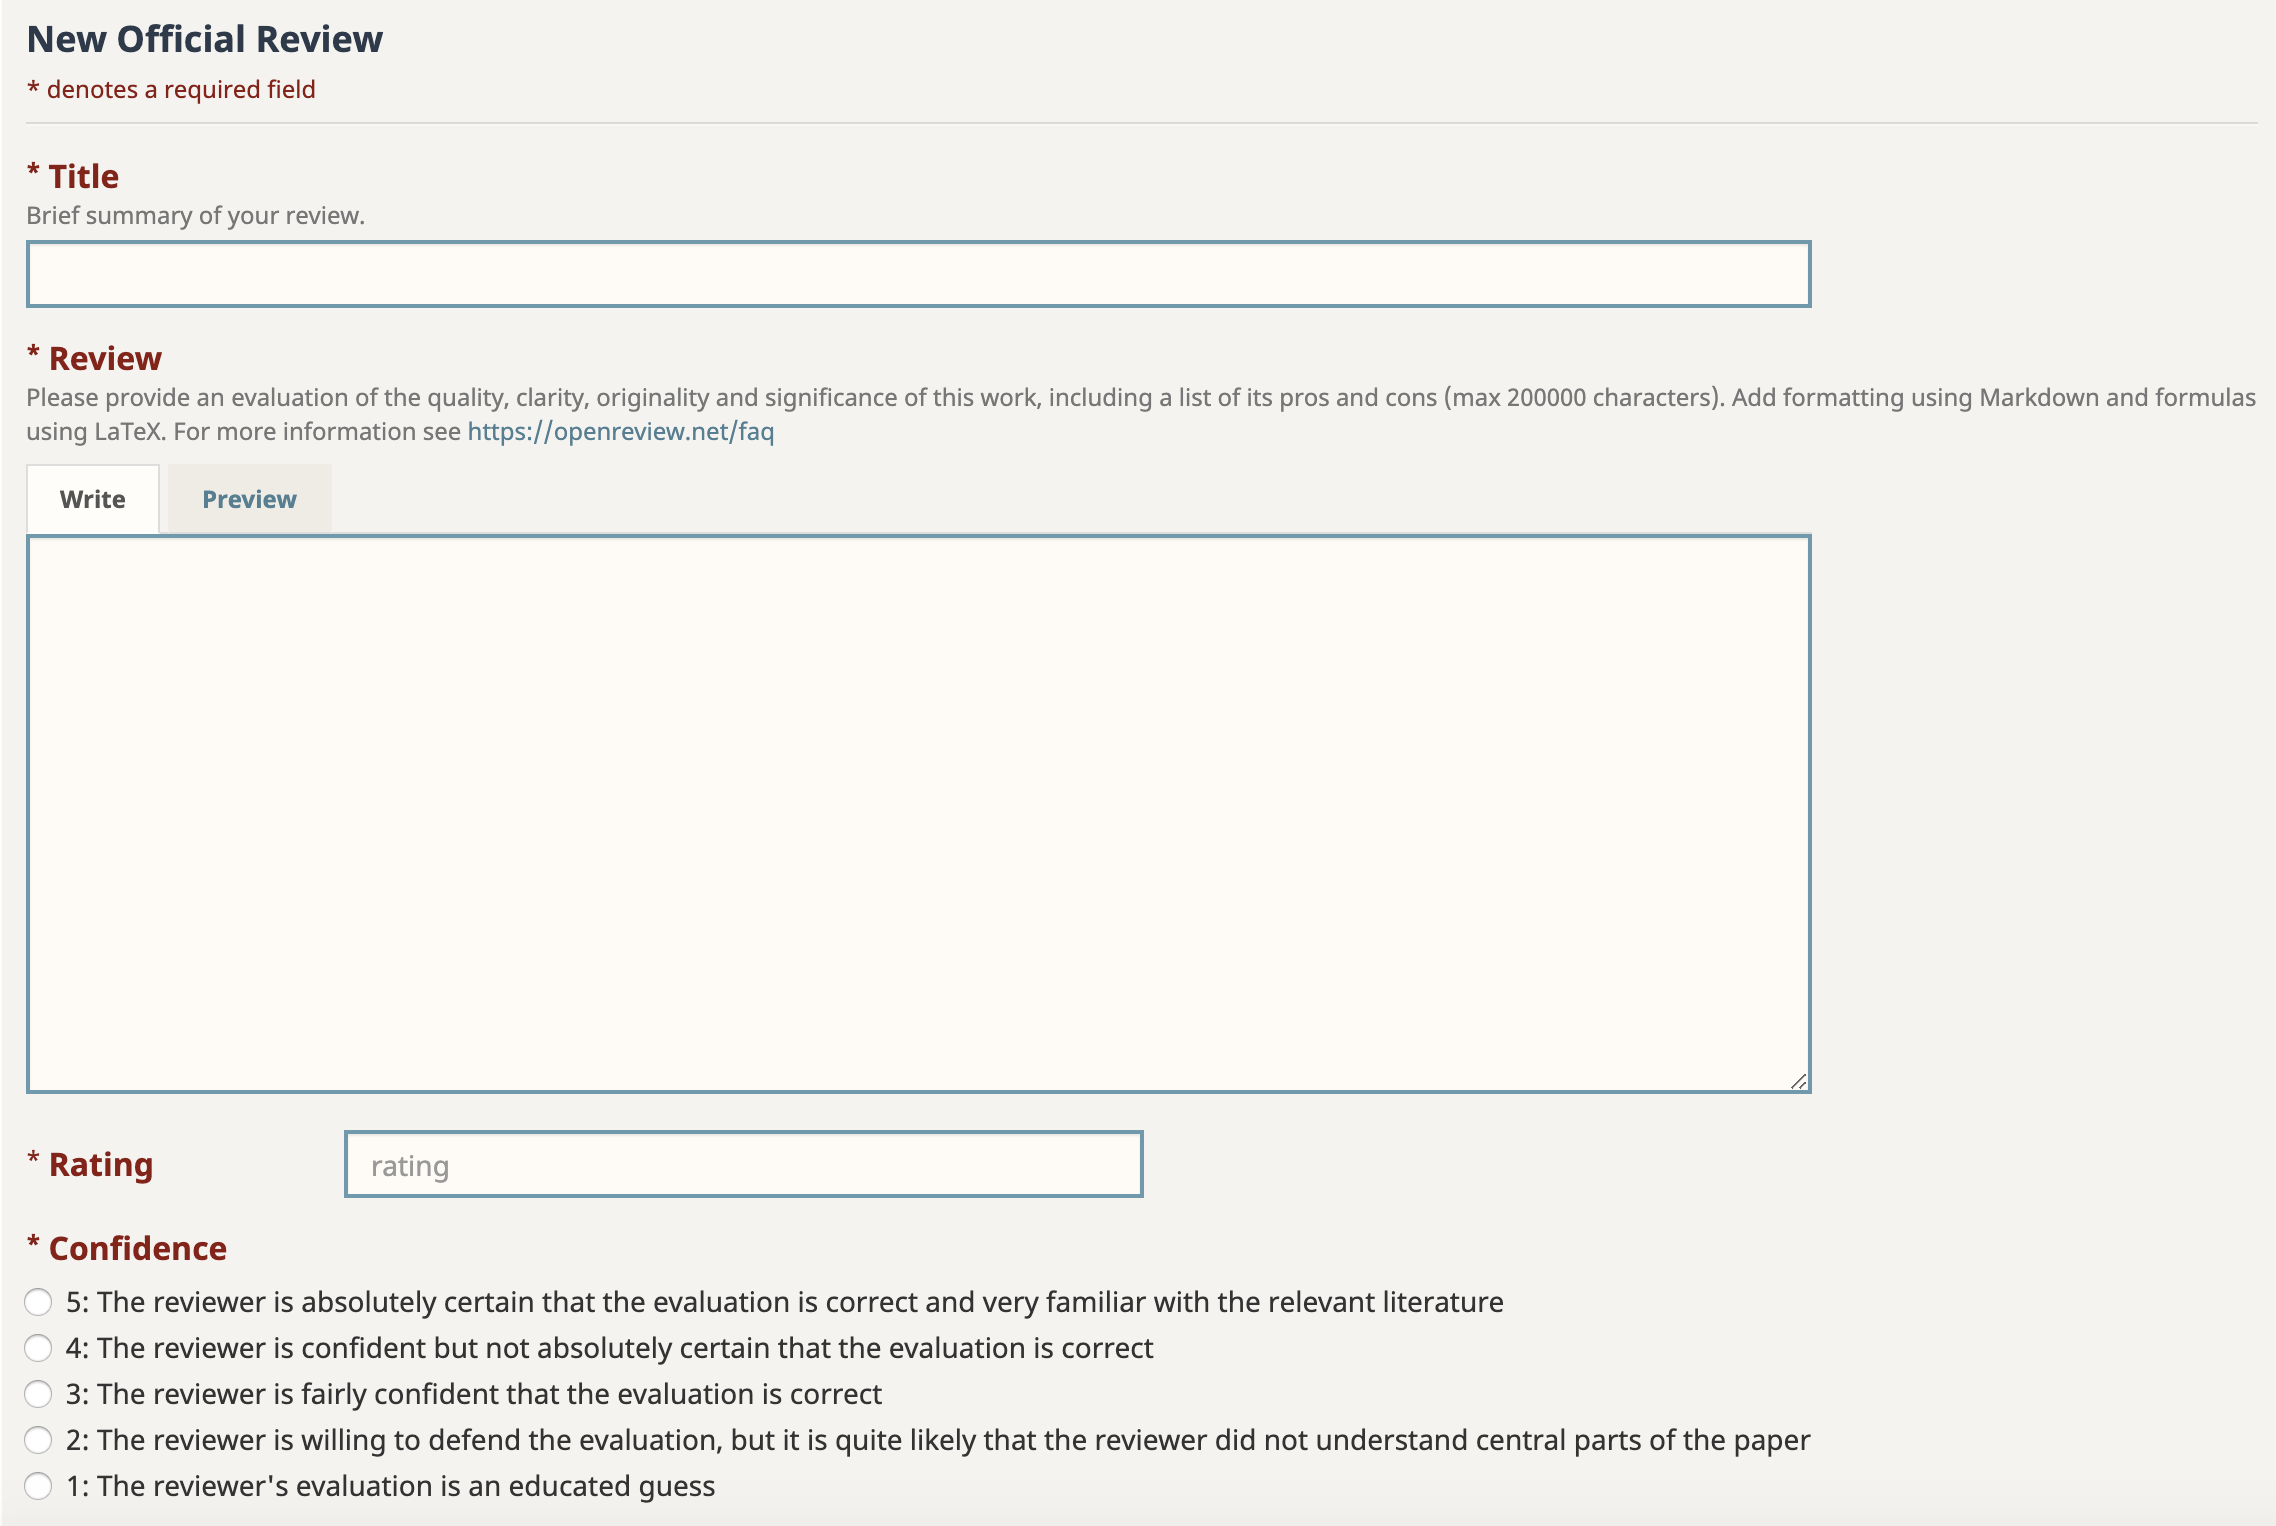 New Official Review
* denotes a required field
* Title
Brief summary of your review.
* Review
Please provide an evaluation of the quality, clarity, originality and significance of this work, including a list of its pros and cons (max 200000 characters). Add formatting using Markdown and formulas
using LaTeX. For more information see https://openreview.net/faq
Write Preview
* Rating rating
* Confidence
5: The reviewer is absolutely certain that the evaluation is correct and very familiar with the relevant literature
4: The reviewer is confident but not absolutely certain that the evaluation is correct
3: The reviewer is fairly confident that the evaluation is correct
2: The reviewer is willing to defend the evaluation, but it is quite likely that the reviewer did not understand central parts of the paper
1: The reviewer's evaluation is an educated guess